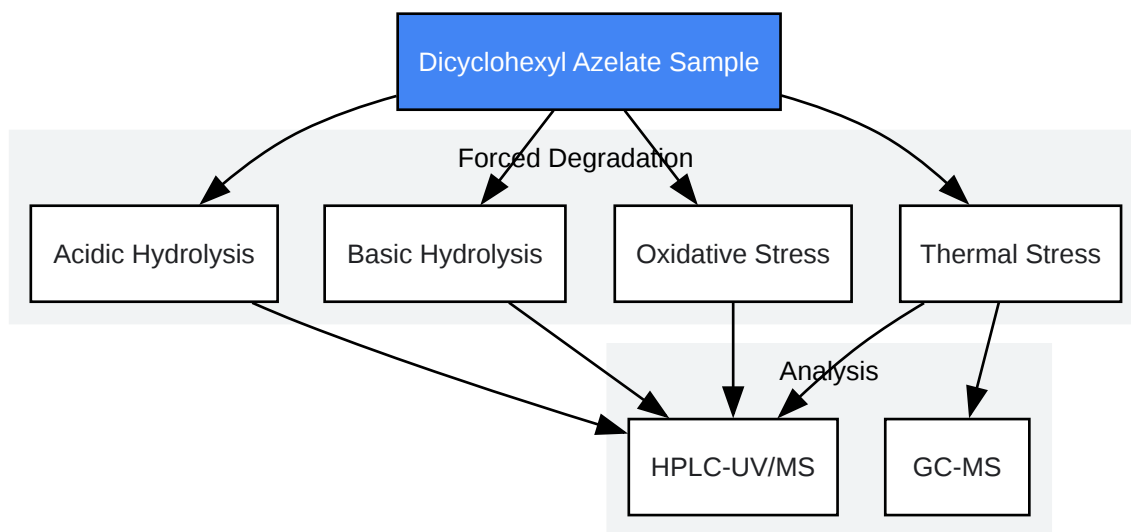 Dicyclohexyl Azelate Sample
Forced Degradation
Acidic Hydrolysis
Basic Hydrolysis
Oxidative Stress
Thermal Stress
Analysis
HPLC-UV/MS
GC-MS